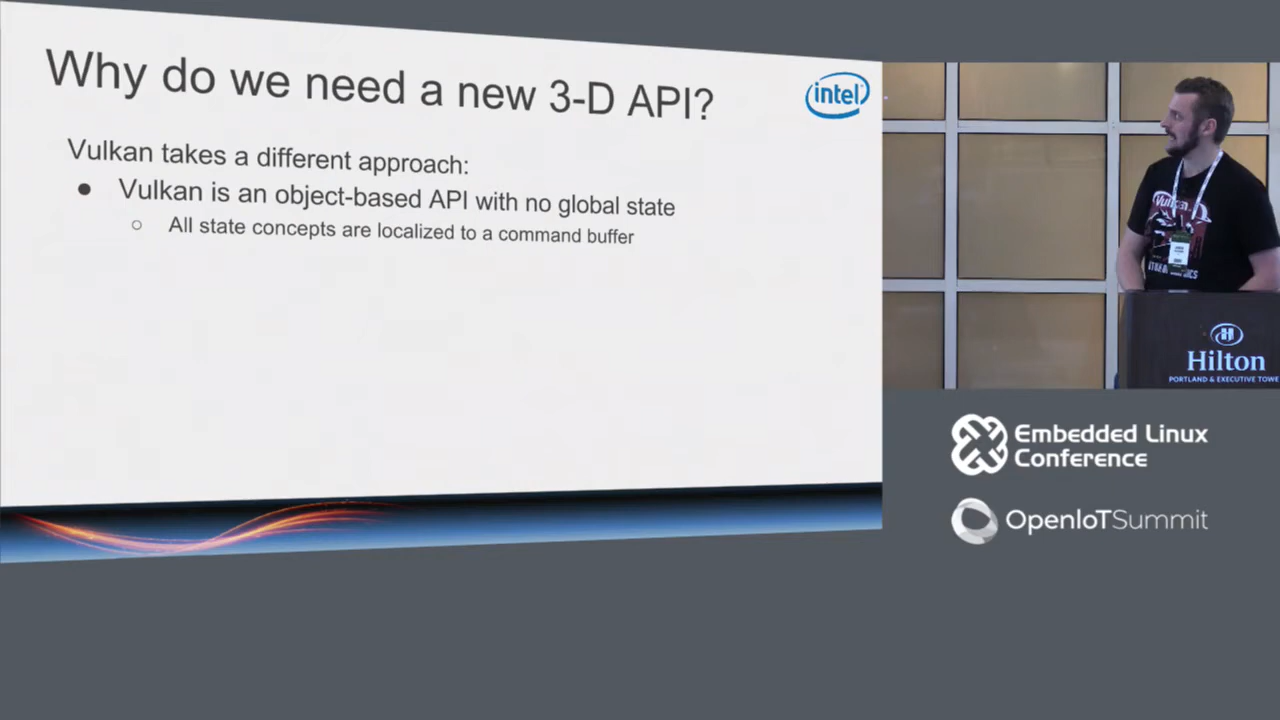 Why do we need a new 3-D API?
intel
Vulkan takes a different approach:
● Vulkan is an object-based API with no global state
○ All state concepts are localized to a command buffer
Vulkan
Hilton
PORTLAND & EXECUTIVE TOWE
Embedded Linux
Conference
OpenIoTSummit